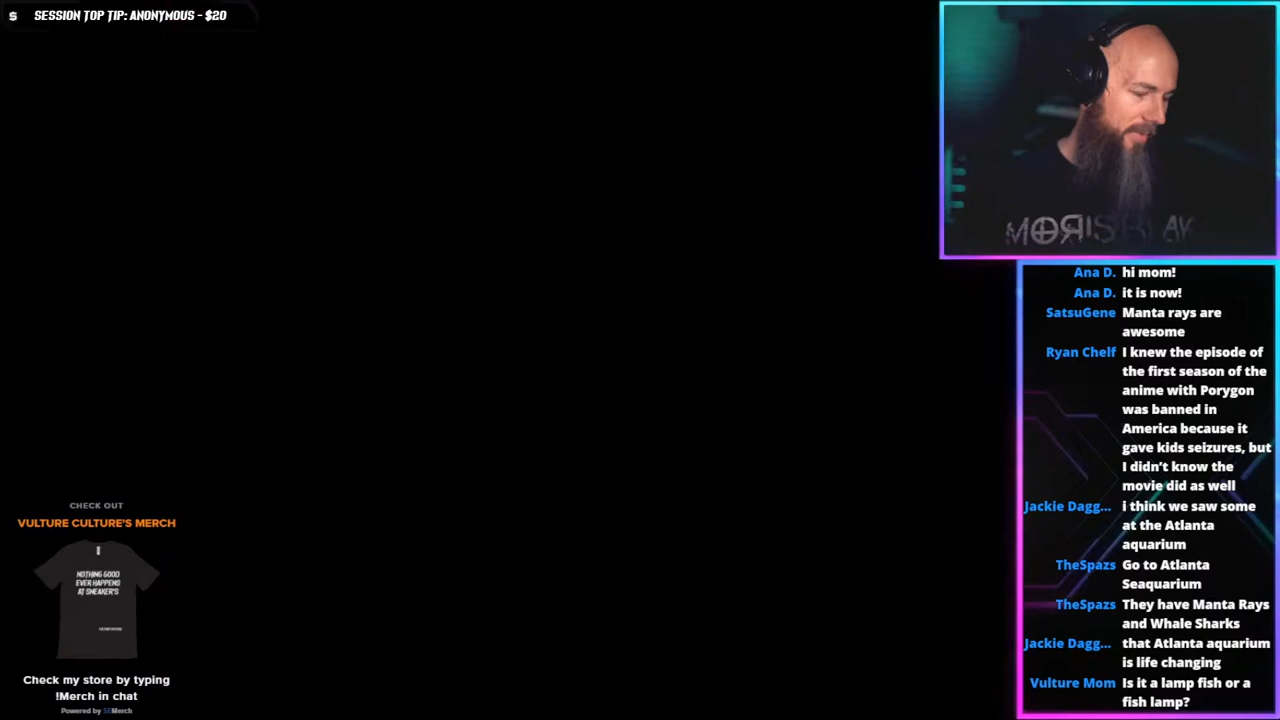 $ SESSION TOP TIP: ANONYMOUS - $20
Ana D. hi mom!
Ana D. it is now!
SatsuGene Manta rays are
awesome
Ryan Chelf I knew the episode of
the first season of the
anime with Porygon
was banned in
America because it
gave kids seizures, but
I didn't know the
movie did as well
Jackie Dagg... i think we saw some
at the Atlanta
aquarium
TheSpazs Go to Atlanta
Seaquarium
TheSpazs They have Manta Rays
and Whale Sharks
Jackie Dagg... that Atlanta aquarium
is life changing
Vulture Mom Is it a lamp fish or a
fish lamp?
CHECK OUT
VULTURE CULTURE'S MERCH
NOTHING GOOD
EVER HAPPENS
AT SNEAKER'S
Check my store by typing
!Merch in chat
Powered by SEMerch